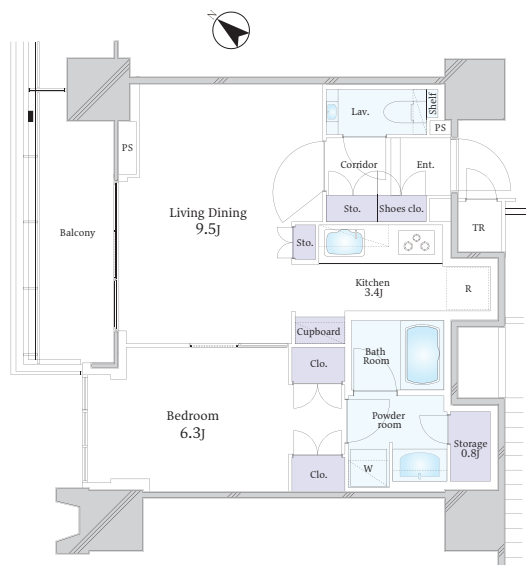 N
Lav.
Shelf
PS
PS
Corridor
Ent.
Sto.
Shoes clo.
Living Dining
9.5J
TR
Balcony
Sto.
Kitchen
3.4J
R
Cupboard
Bath
Room
Clo.
Bedroom
6.3J
Powder
room
Storage
0.8J
W
Clo.